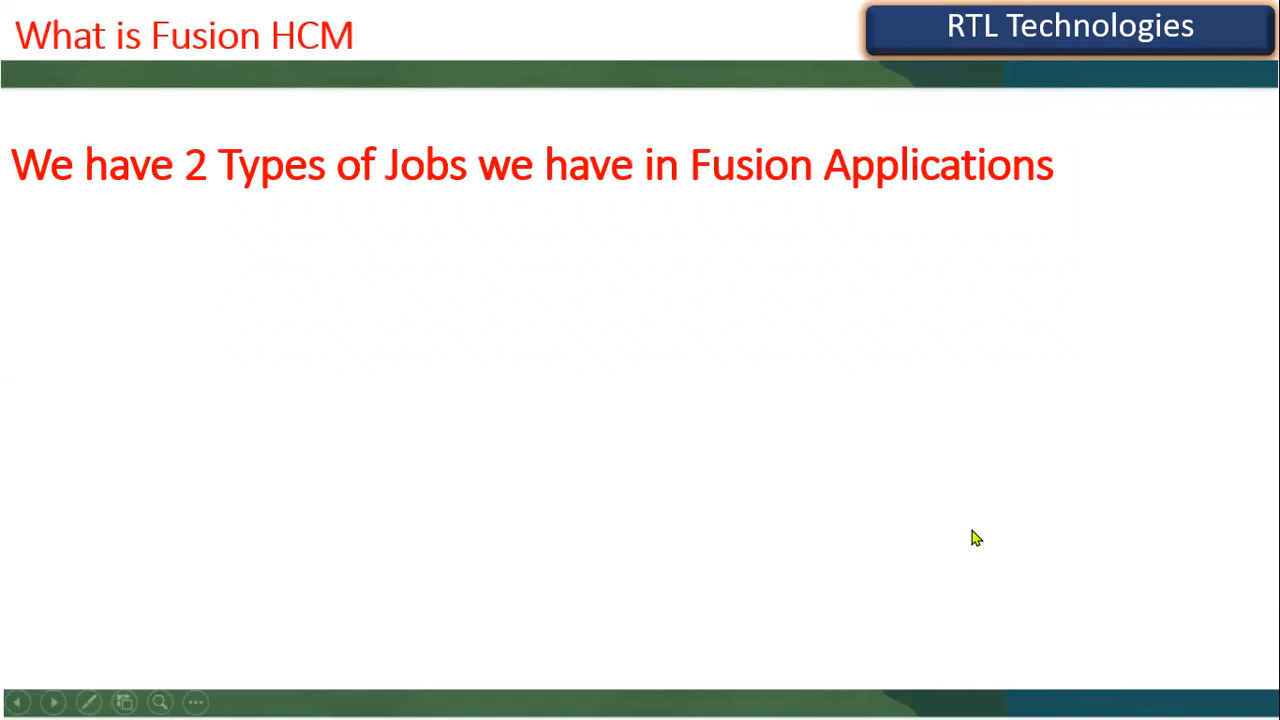 What is Fusion HCM
RTL Technologies
We have 2 Types of Jobs we have in Fusion Applications